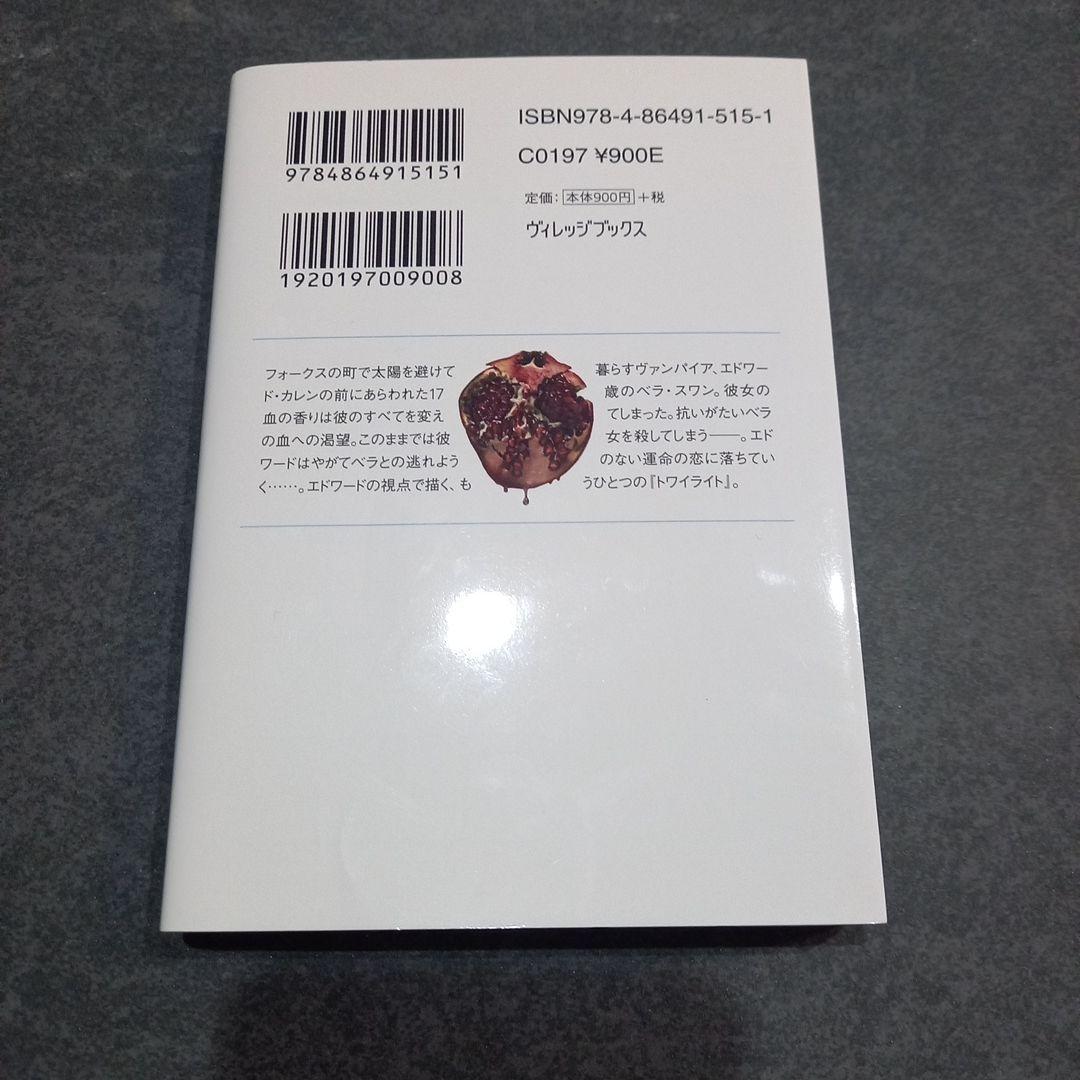 9784864915151
1920197009008
ISBN978-4-86491-515-1
C0197 ¥900E
定価：本体900円＋税
ヴィレッジブックス
フォークスの町で太陽を避けて暮らすヴァンパイア、エドワー
ド・カレンの前にあらわれた17歳のベラ・スワン。彼女の
血の香りは彼のすべてを変えてしまった。抗いがたいベラ
の血への渇望。このままでは彼女を殺してしまう――。エド
ワードはやがてベラとの逃れようのない運命の恋に落ちてい
く……。エドワードの視点で描く、もうひとつの『トワイライト』。